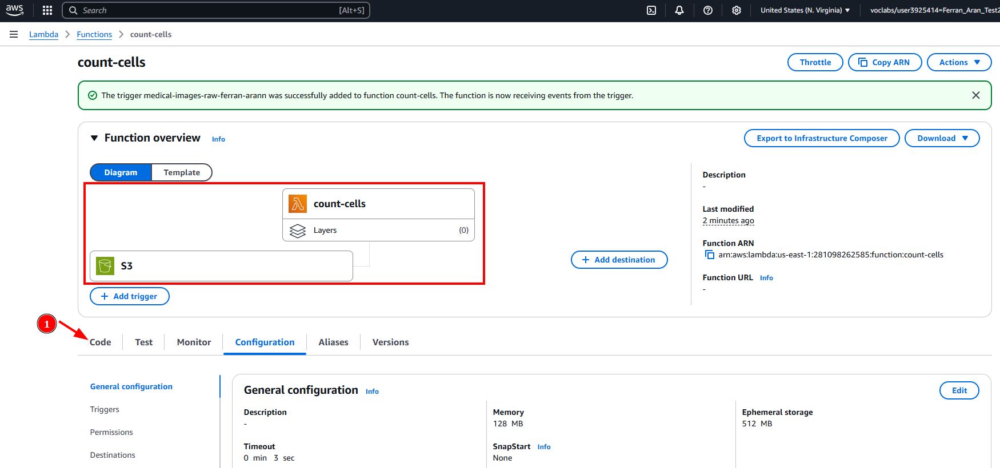 aws Search [Alt+S] United States (N. Virginia) voclabs/user3925414=Ferran_Aran_Test2
Lambda Functions count-cells
count-cells
Throttle Copy ARN Actions
The trigger medical-images-raw-ferran-arann was successfully added to function count-cells. The function is now receiving events from the trigger.
Function overview Info
Export to Infrastructure Composer Download
Diagram Template
count-cells
Layers (0)
S3
Add trigger
Add destination
Description
-
Last modified
2 minutes ago
Function ARN
arn:aws:lambda:us-east-1:281098262585:function:count-cells
Function URL Info
-
1
Code Test Monitor Configuration Aliases Versions
General configuration
Triggers
Permissions
Destinations
General configuration Info
Edit
Description
-
Timeout
0 min 3 sec
Memory
128 MB
SnapStart Info
None
Ephemeral storage
512 MB